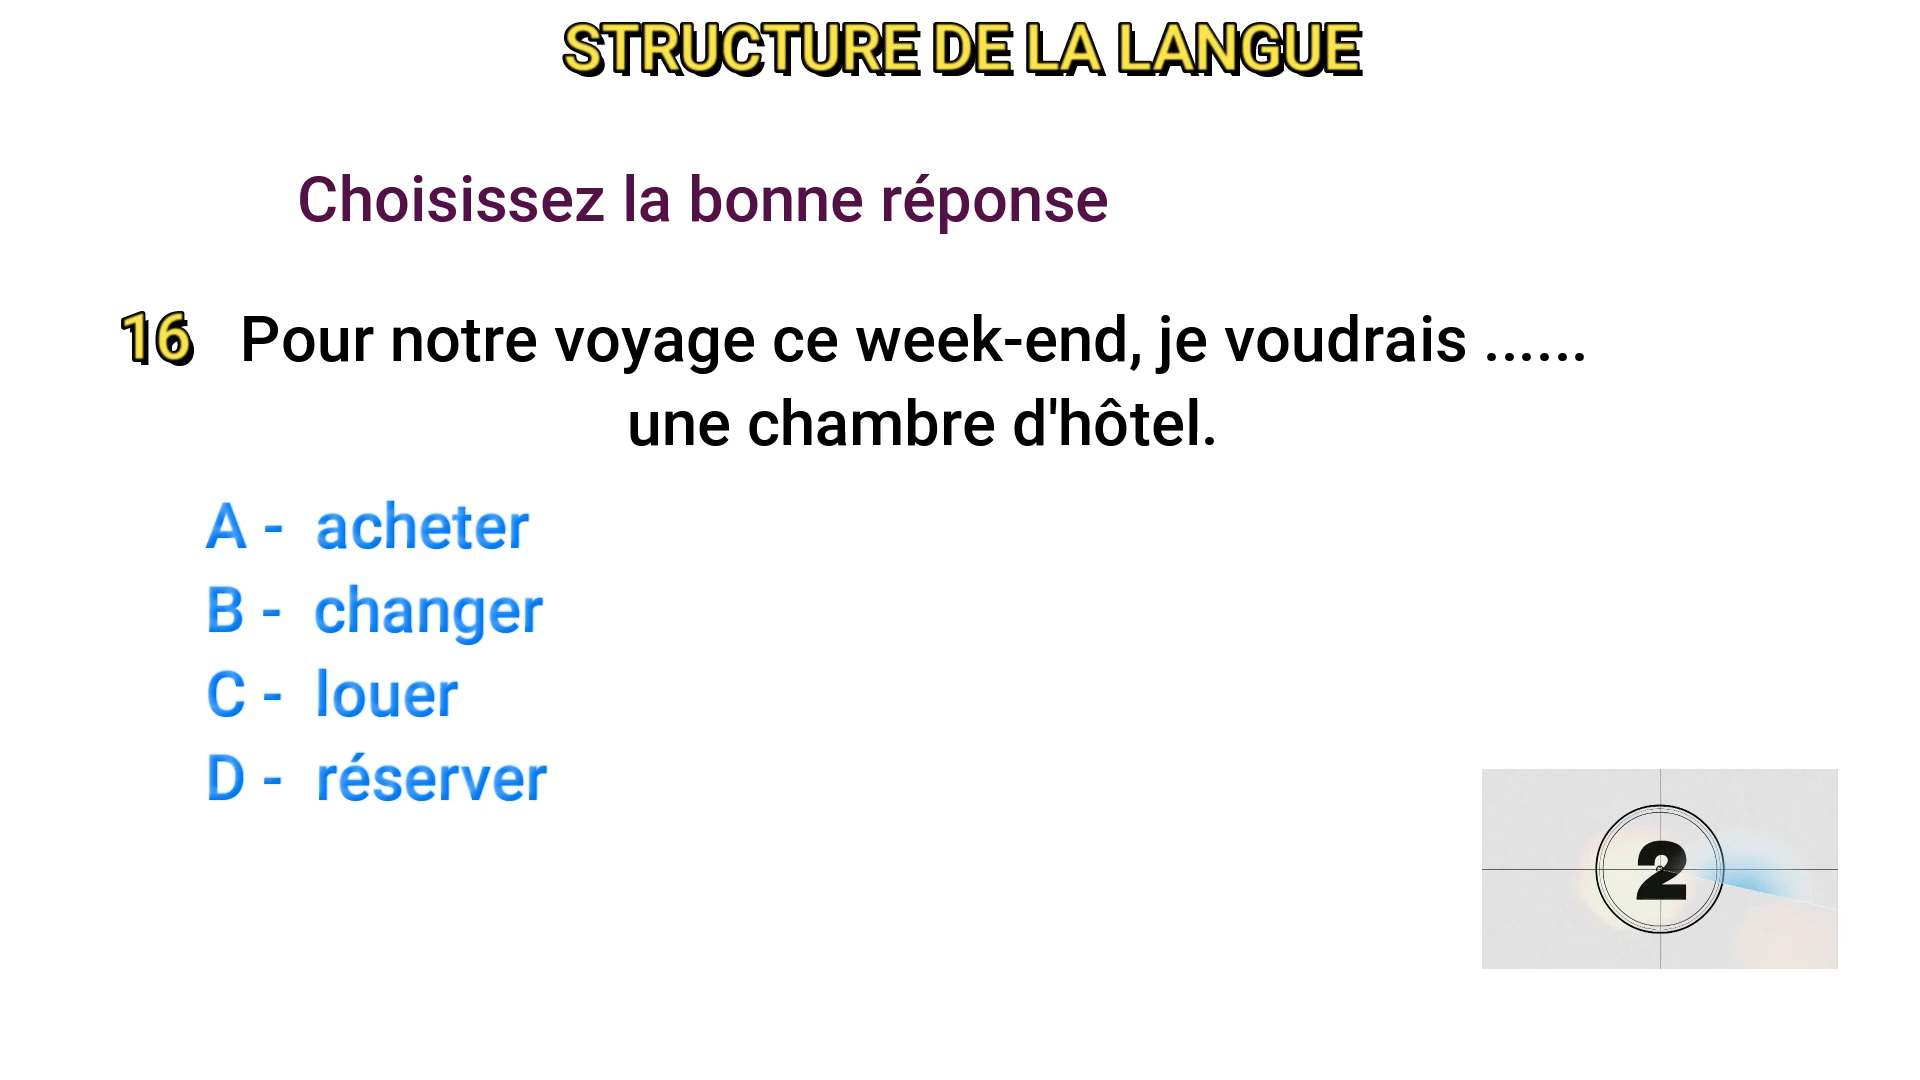 STRUCTURE DE LA LANGUE
Choisissez la bonne réponse
16 Pour notre voyage ce week-end, je voudrais ......
une chambre d'hôtel.
A - acheter
B - changer
C - louer
D - réserver
2